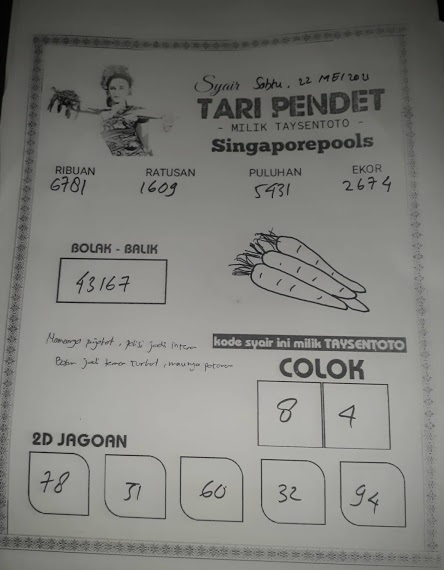 Syair Sabtu, 22 MEI 2021
TARI PENDET
- MILIK TAYSENTOTO -
Singaporepools
RIBUAN RATUSAN PULUHAN EKOR
6781 1609 5931 2674
BOLAK - BALIK
43167
kode syair ini milik TAYSENTOTO
COLOK
8 4
2D JAGOAN
78 31 60 32 94